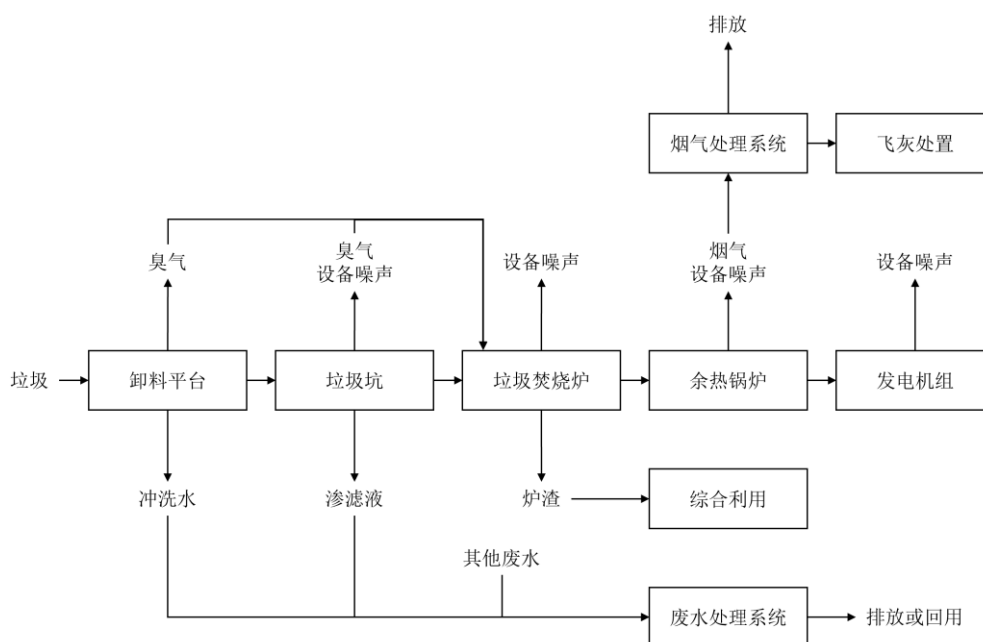 排放
烟气处理系统
飞灰处置
臭气
臭气
设备噪声
设备噪声
烟气
设备噪声
设备噪声
垃圾
卸料平台
垃圾坑
垃圾焚烧炉
余热锅炉
发电机组
冲洗水
渗滤液
炉渣
综合利用
其他废水
废水处理系统
排放或回用